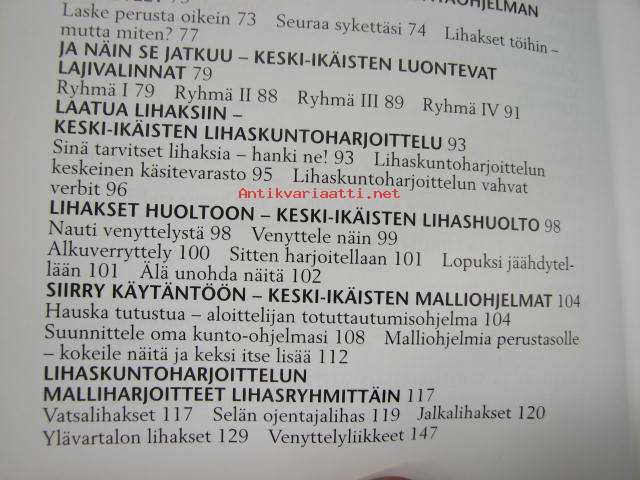 Laske perusta oikein 73 Seuraa sykettäsi 74 Lihakset töihin –
mutta miten? 77
JA NÄIN SE JATKUU – KESKI-IKÄISTEN LUONTEVAT
LAJIVALINNAT 79
Ryhmä I 79 Ryhmä II 88 Ryhmä III 89 Ryhmä IV 91
LAATUA LIHAKSIIN –
KESKI-IKÄISTEN LIHASKUNTOHARJOITTELU 93
Sinä tarvitset lihaksia – hanki ne! 93 Lihaskuntoharjoittelun
keskeinen käsitevarasto 95 Lihaskuntoharjoittelun vahvat
verbit 96
Antikvariaatti.net
LIHAKSET HUOLTOON – KESKI-IKÄISTEN LIHASHUOLTO 98
Nauti venyttelystä 98 Venyttele näin 99
Alkuverryttely 100 Sitten harjoitellaan 101 Lopuksi jäähdytel-
lään 101 Älä unohda näitä 102
SIIRRY KÄYTÄNTÖÖN – KESKI-IKÄISTEN MALLIOHJELMAT 104
Hauska tutustua – aloittelijan totuttautumisohjelma 104
Suunnittele oma kunto-ohjelmasi 108 Malliohjelmia perustasolle
– kokeile näitä ja keksi itse lisää 112
LIHASKUNTOHARJOITTELUN
MALLIHARJOITTEET LIHASRYHMITTÄIN 117
Vatsalihakset 117 Selän ojentajalihas 119 Jalkalihakset 120
Ylävartalon lihakset 129 Venyttelyliikkeet 147